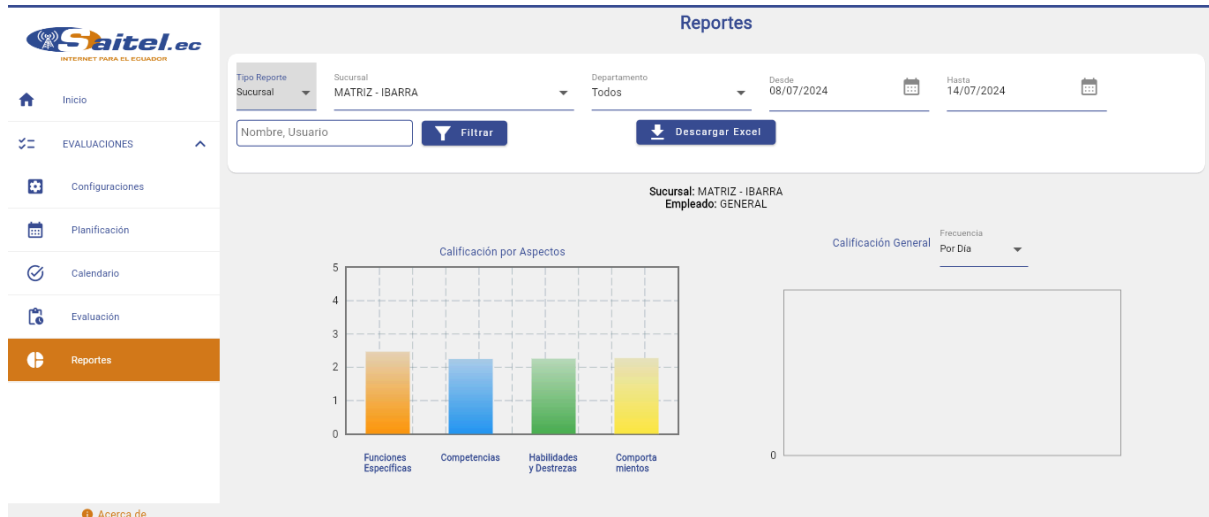 Saitel.ec
INTERNET PARA EL ECUADOR
Inicio
EVALUACIONES
Configuraciones
Planificación
Calendario
Evaluación
Reportes
Acerca de
Reportes
Tipo Reporte
Sucursal
Sucursal
MATRIZ - IBARRA
Departamento
Todos
Desde
08/07/2024
Hasta
14/07/2024
Nombre, Usuario
Filtrar
Descargar Excel
Sucursal: MATRIZ - IBARRA
Empleado: GENERAL
Calificación por Aspectos
5
4
3
2
1
0
Funciones
Específicas
Competencias
Habilidades
y Destrezas
Comporta
mientos
Calificación General
Frecuencia
Por Día
0